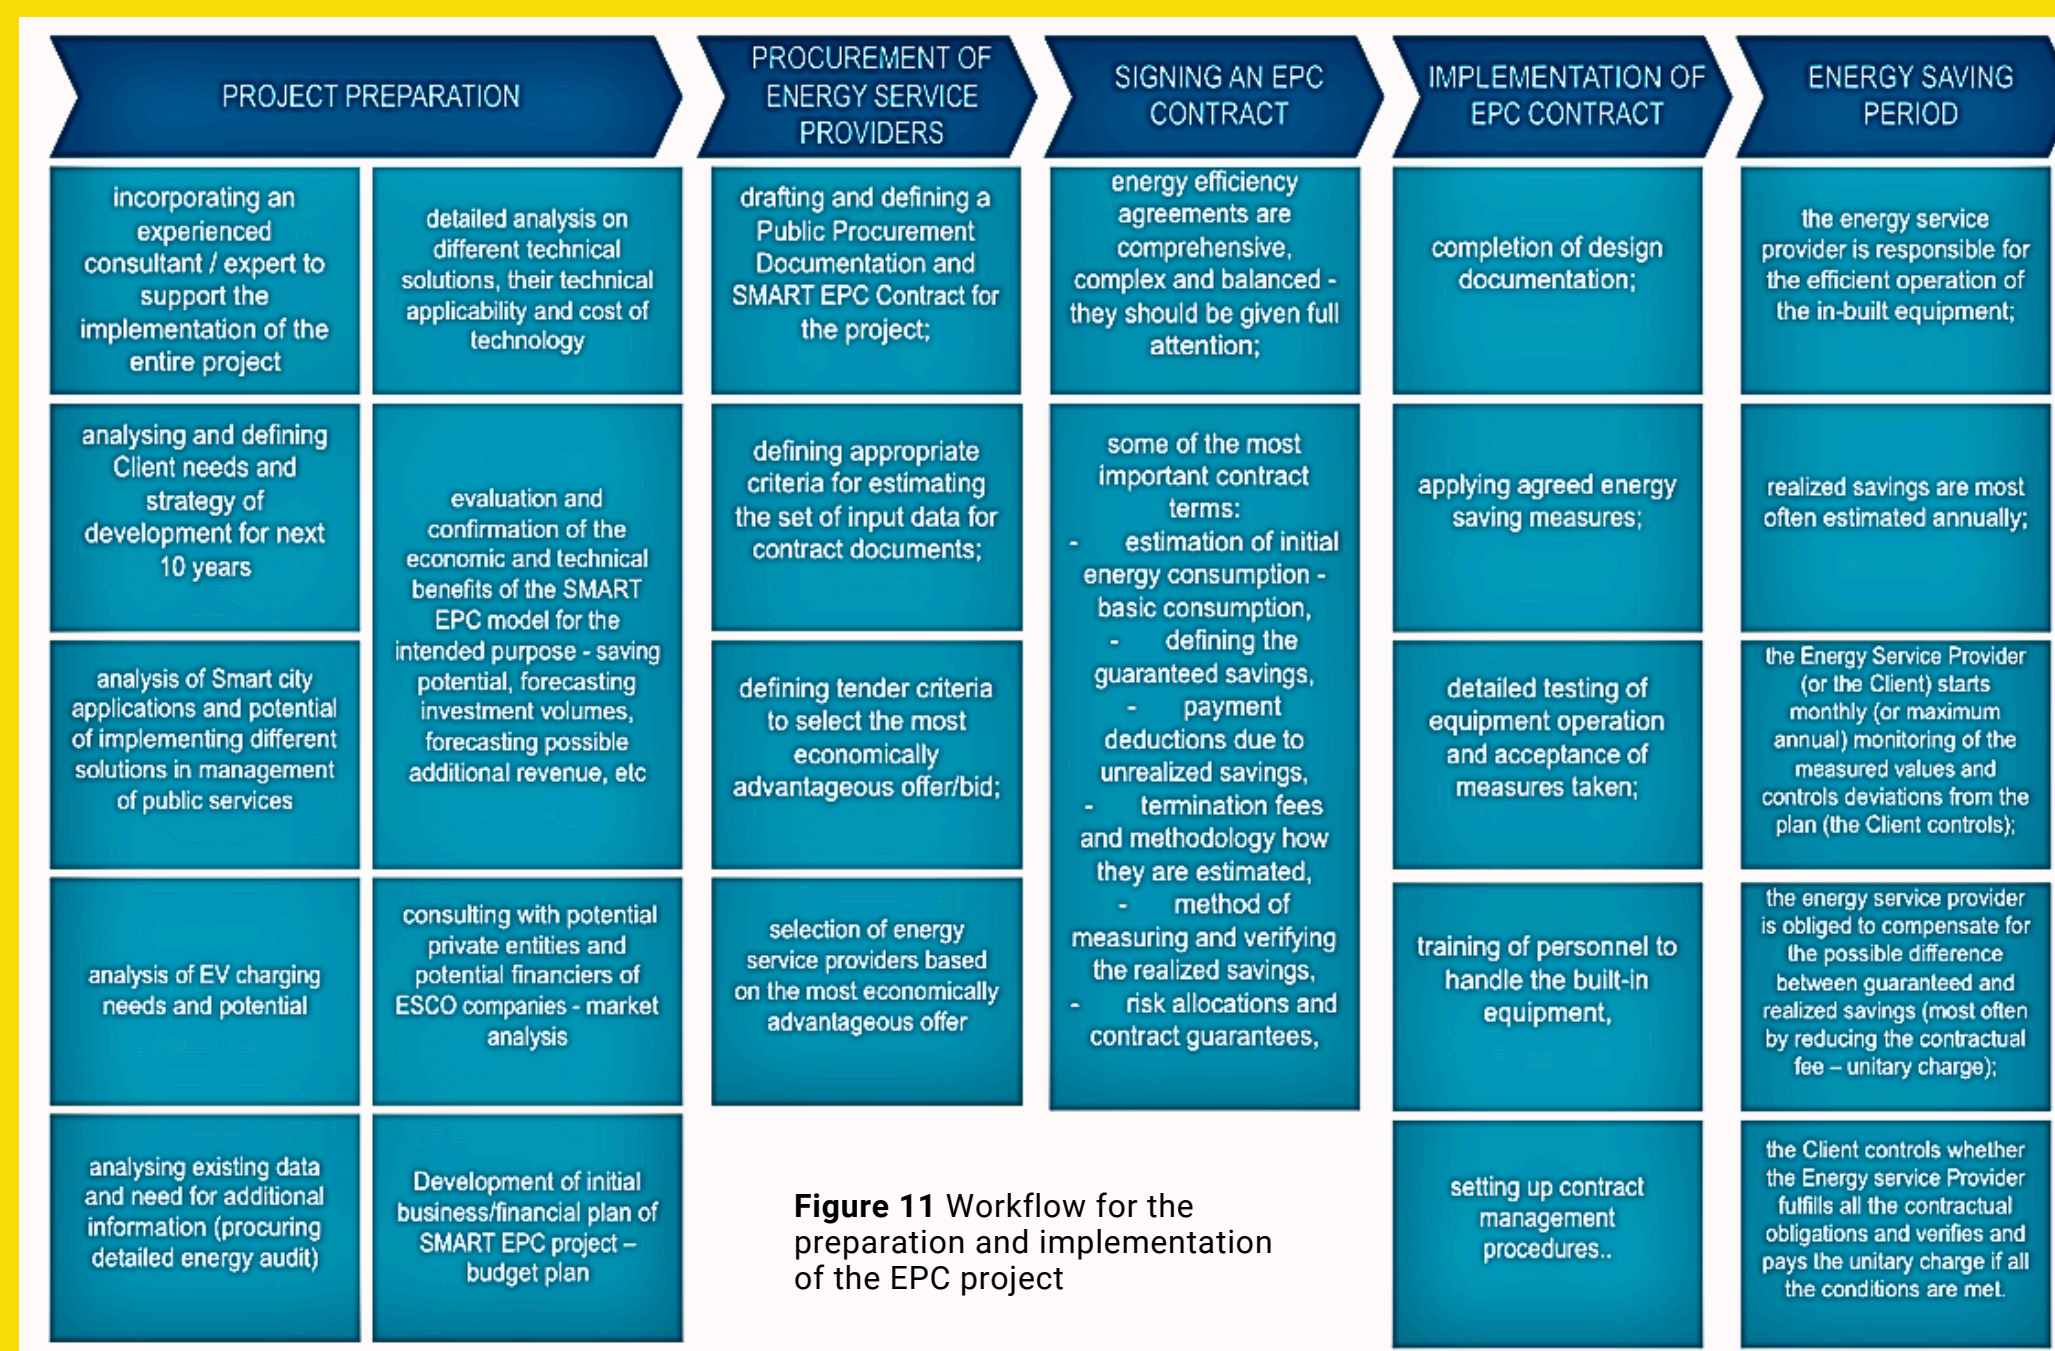 PROJECT PREPARATION
incorporating an
experienced
consultant / expert to
support the
implementation of the
entire project
analysing and defining
Client needs and
strategy of
development for next
10 years
analysis of Smart city
applications and potential
of implementing different
solutions in management
of public services
analysis of EV charging
needs and potential
analysing existing data
and need for additional
information (procuring
detailed energy audit)
detailed analysis on
different technical
solutions, their technical
applicability and cost of
technology
evaluation and
confirmation of the
economic and technical
benefits of the SMART
EPC model for the
intended purpose - saving
potential, forecasting
investment volumes,
forecasting possible
additional revenue, etc
consulting with potential
private entities and
potential financiers of
ESCO companies - market
analysis
Development of initial
business/financial plan of
SMART EPC project –
budget plan
PROCUREMENT OF
ENERGY SERVICE
PROVIDERS
drafting and defining a
Public Procurement
Documentation and
SMART EPC Contract for
the project;
defining appropriate
criteria for estimating
the set of input data for
contract documents;
defining tender criteria
to select the most
economically
advantageous offer/bid;
selection of energy
service providers based
on the most economically
advantageous offer
SIGNING AN EPC
CONTRACT
energy efficiency
agreements are
comprehensive,
complex and balanced -
they should be given full
attention;
some of the most
important contract
terms:
- estimation of initial
energy consumption -
basic consumption,
- defining the
guaranteed savings,
- payment
deductions due to
unrealized savings,
- termination fees
and methodology how
they are estimated,
- method of
measuring and verifying
the realized savings,
- risk allocations and
contract guarantees,
IMPLEMENTATION OF
EPC CONTRACT
completion of design
documentation;
applying agreed energy
saving measures;
detailed testing of
equipment operation
and acceptance of
measures taken;
training of personnel to
handle the built-in
equipment,
setting up contract
management
procedures..
ENERGY SAVING
PERIOD
the energy service
provider is responsible for
the efficient operation of
the in-built equipment;
realized savings are most
often estimated annually;
the Energy Service Provider
(or the Client) starts
monthly (or maximum
annual) monitoring of the
measured values and
controls deviations from the
plan (the Client controls);
the energy service provider
is obliged to compensate for
the possible difference
between guaranteed and
realized savings (most often
by reducing the contractual
fee – unitary charge);
the Client controls whether
the Energy service Provider
fulfills all the contractual
obligations and verifies and
pays the unitary charge if all
the conditions are met.
Figure 11 Workflow for the
preparation and implementation
of the EPC project